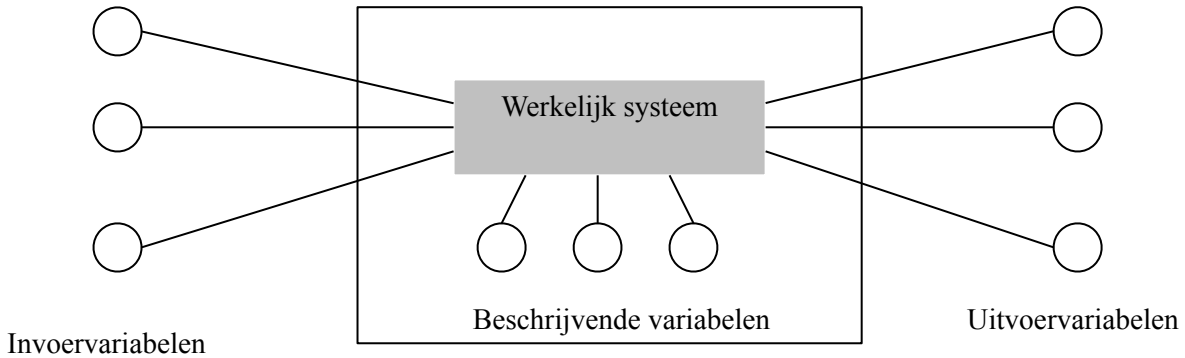 Werkelijk systeem
Beschrijvende variabelen
Uitvoervariabelen
Invoervariabelen